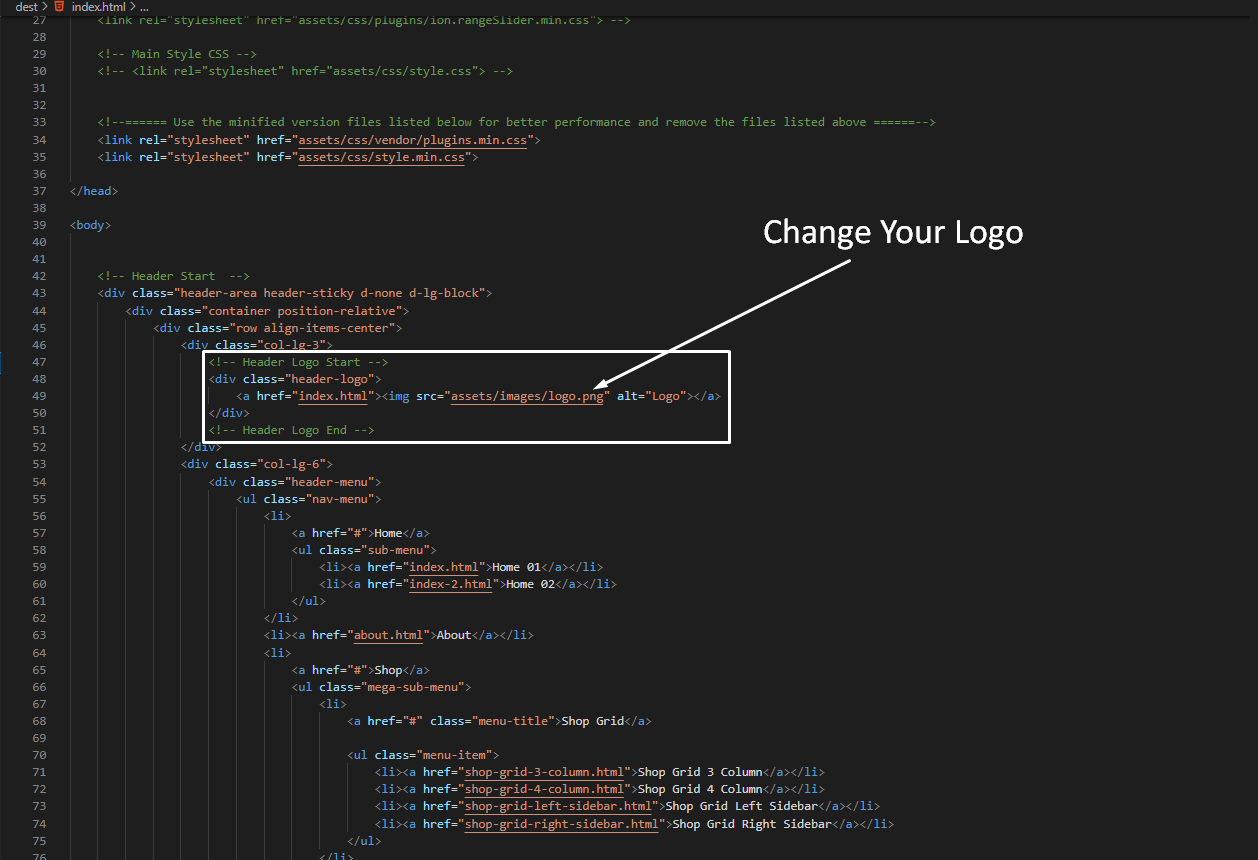 dest > index.html > ...
27 <link rel="stylesheet" href="assets/css/plugins/ion.rangeSlider.min.css"> -->
28
29 <!-- Main Style CSS -->
30 <!-- <link rel="stylesheet" href="assets/css/style.css"> -->
31
32
33 <!--====== Use the minified version files listed below for better performance and remove the files listed above ======-->
34 <link rel="stylesheet" href="assets/css/vendor/plugins.min.css">
35 <link rel="stylesheet" href="assets/css/style.min.css">
36
37 </head>
38
39 <body>
Change Your Logo
40
41
42 <!-- Header Start  -->
43 <div class="header-area header-sticky d-none d-lg-block">
44 <div class="container position-relative">
45 <div class="row align-items-center">
46 <div class="col-lg-3">
47 <!-- Header Logo Start -->
48 <div class="header-logo">
49 <a href="index.html"><img src="assets/images/logo.png" alt="Logo"></a>
50 </div>
51 <!-- Header Logo End -->
52 </div>
53 <div class="col-lg-6">
54 <div class="header-menu">
55 <ul class="nav-menu">
56 <li>
57 <a href="#">Home</a>
58 <ul class="sub-menu">
59 <li><a href="index.html">Home 01</a></li>
60 <li><a href="index-2.html">Home 02</a></li>
61 </ul>
62 </li>
63 <li><a href="about.html">About</a></li>
64 <li>
65 <a href="#">Shop</a>
66 <ul class="mega-sub-menu">
67 <li>
68 <a href="#" class="menu-title">Shop Grid</a>
69
70 <ul class="menu-item">
71 <li><a href="shop-grid-3-column.html">Shop Grid 3 Column</a></li>
72 <li><a href="shop-grid-4-column.html">Shop Grid 4 Column</a></li>
73 <li><a href="shop-grid-left-sidebar.html">Shop Grid Left Sidebar</a></li>
74 <li><a href="shop-grid-right-sidebar.html">Shop Grid Right Sidebar</a></li>
75 </ul>
76 </li>